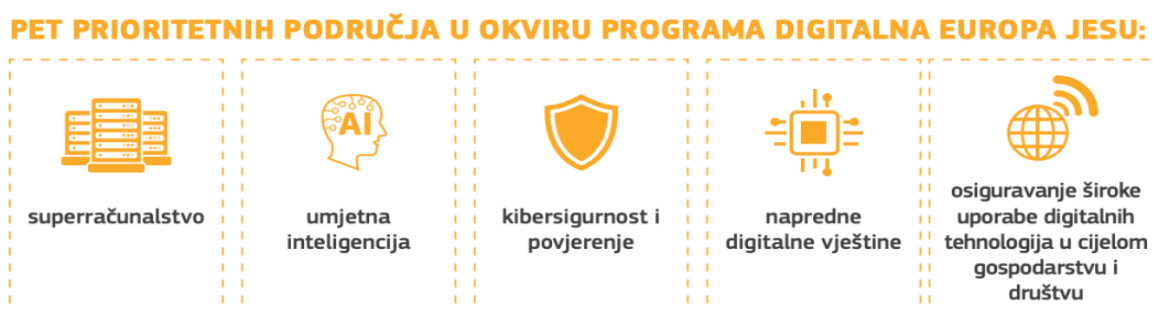 PET PRIORITETNIH PODRUČJA U OKVIRU PROGRAMA DIGITALNA EUROPA JESU:
superračunalstvo
AI
umjetna
inteligencija
kibersigurnost i
povjerenje
napredne
digitalne vještine
osiguravanje široke
uporabe digitalnih
tehnologija u cijelom
gospodarstvu i
društvu